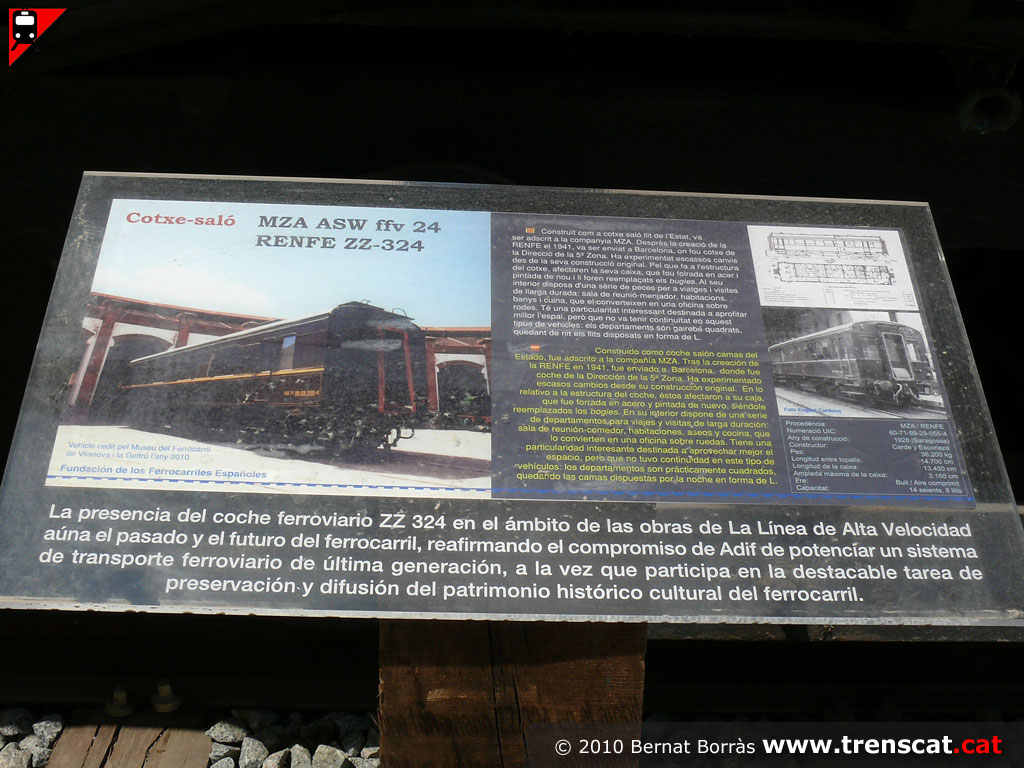 Cotxe-saló MZA ASW ffv 24
RENFE ZZ-324
Vehicle cedit pel Museu del Ferrocarril
de Vilanova i la Geltrú l'any 2010
Fundación de los Ferrocarriles Españoles
Construït com a cotxe saló llit de l'Estat, va
ser adscrit a la companyia MZA. Desprès la creació de la
RENFE el 1941, va ser enviat a Barcelona, on fou cotxe de
la Direcció de la 5ª Zona. Ha experimentat escassos canvis
des de la seva construcció original. Pel que fa a l'estructura
del cotxe, afectaren la seva caixa, que fou folrada en acer i
pintada de nou i li foren reemplaçats els bugies. Al seu
interior disposa d'una sèrie de peces per a viatges i visites
de llarga durada: sala de reunió-menjador, habitacions,
banys i cuina, que el converteixen en una oficina sobre
rodes. Té una particularitat interessant destinada a aprofitar
millor l'espai, però que no va tenir continuïtat en aquest
tipus de vehicles: els departaments són gairebé quadrats,
quedant de nit els llits disposats en forma de L.
Construido como coche salón camas del
Estado, fue adscrito a la compañía MZA. Tras la creación de
la RENFE en 1941, fue enviado a Barcelona, donde fue
coche de la Dirección de la 5ª Zona. Ha experimentado
escasos cambios desde su construcción original. En lo
relativo a la estructura del coche, éstos afectaron a su caja,
que fue forrada en acero y pintada de nuevo, siéndole
reemplazados los bogies. En su interior dispone de una serie
de departamentos para viajes y visitas de larga duración:
sala de reunión-comedor, habitaciones, aseos y cocina, que
lo convierten en una oficina sobre ruedas. Tiene una
particularidad interesante destinada a aprovechar mejor el
espacio, pero que no tuvo continuidad en este tipo de
vehículos: los departamentos son prácticamente cuadrados,
quedando las camas dispuestas por la noche en forma de L.
Foto Eugeni Cardona
Procedència: MZA / RENFE
Numeració UIC: 60-71-99-29-055-4
Any de construcció: 1928 (Saragossa)
Constructor: Carde y Escoriaza
Pes: 36.200 kg
Longitud entre topalls: 14.700 cm
Longitud de la caixa: 13.430 cm
Amplada màxima de la caixa: 3.160 cm
Fre: Buit / Aire comprimit
Capacitat: 14 seients, 8 llits
La presencia del coche ferroviario ZZ 324 en el ámbito de las obras de La Línea de Alta Velocidad
aúna el pasado y el futuro del ferrocarril, reafirmando el compromiso de Adif de potenciar un sistema
de transporte ferroviario de última generación, a la vez que participa en la destacable tarea de
preservación y difusión del patrimonio histórico cultural del ferrocarril.
© 2010 Bernat Borràs www.trenscat.cat